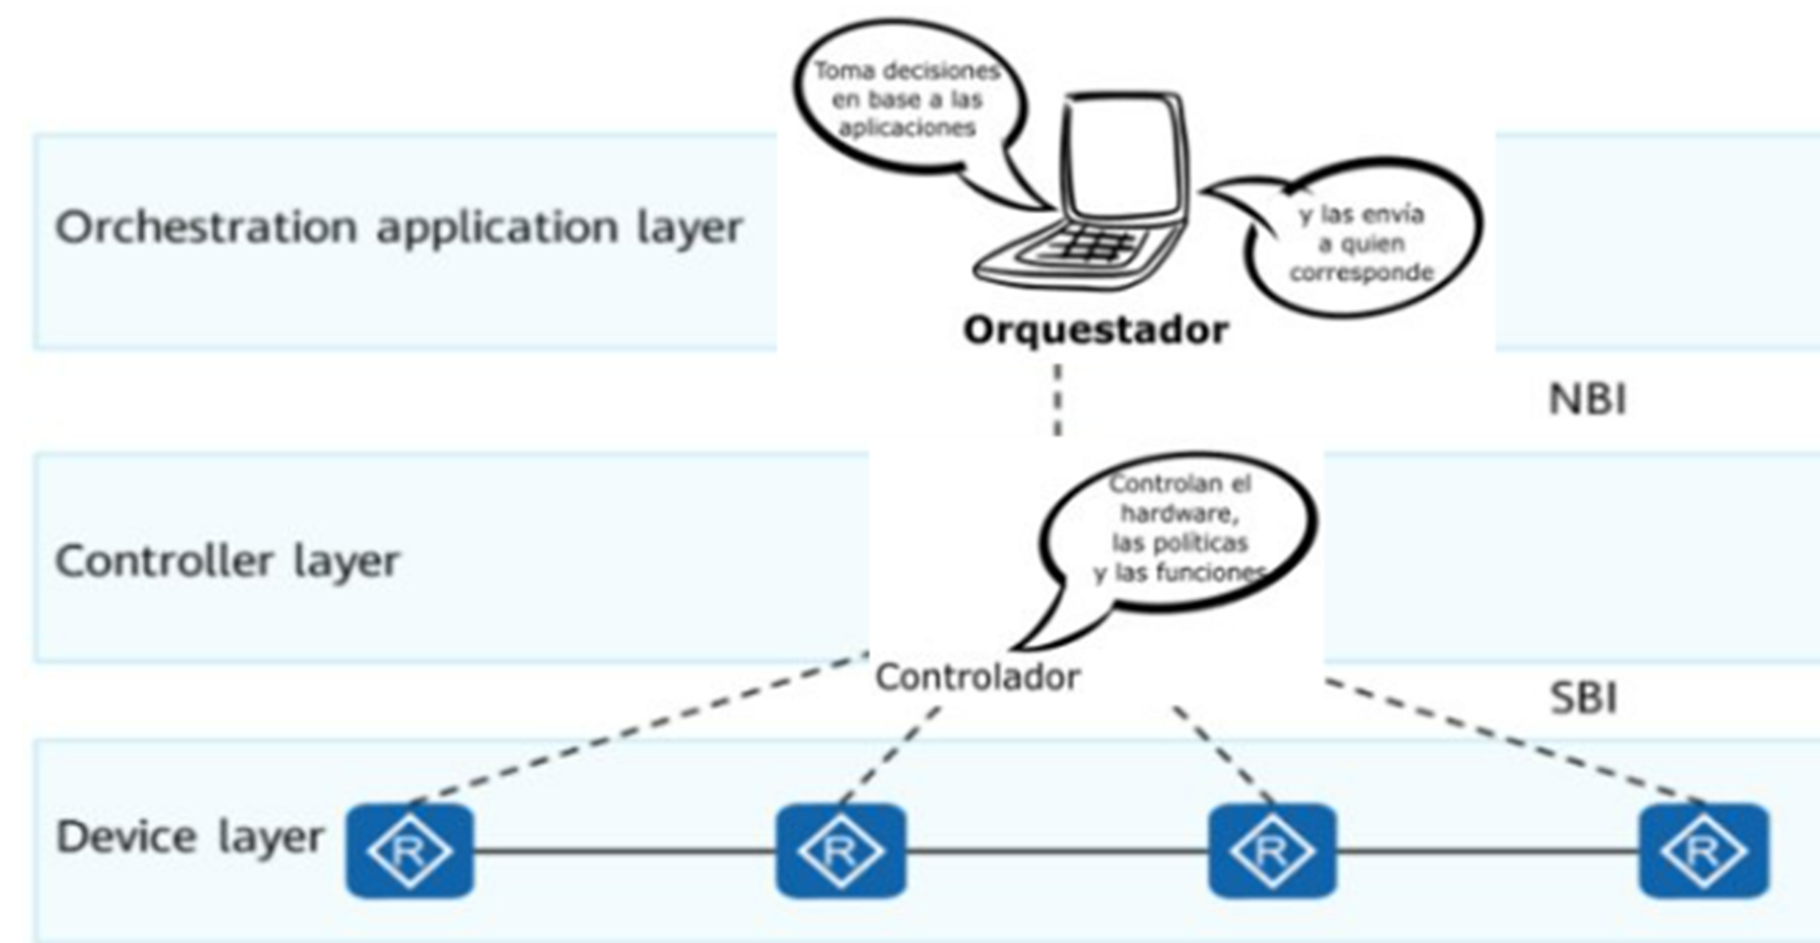 Toma decisiones
en base a las
aplicaciones
Orchestration application layer
y las envía
a quien
corresponde
Orquestador
NBI
Controlan el
hardware,
las políticas
y las funciones
Controller layer
Controlador
SBI
Device layer
R
R
R
R